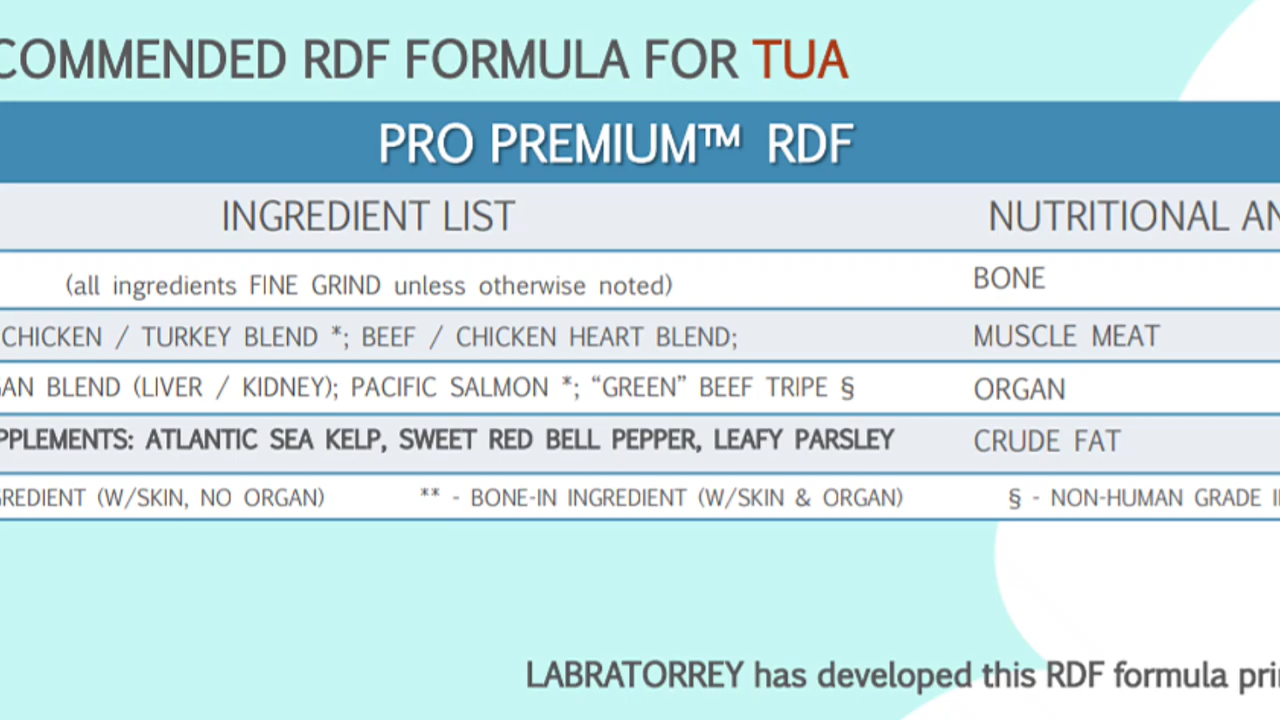 COMMENDED RDF FORMULA FOR TUA
PRO PREMIUM™ RDF
INGREDIENT LIST NUTRITIONAL AN
(all ingredients FINE GRIND unless otherwise noted) BONE
CHICKEN / TURKEY BLEND *; BEEF / CHICKEN HEART BLEND; MUSCLE MEAT
GAN BLEND (LIVER / KIDNEY); PACIFIC SALMON *; “GREEN” BEEF TRIPE § ORGAN
PPLEMENTS: ATLANTIC SEA KELP, SWEET RED BELL PEPPER, LEAFY PARSLEY CRUDE FAT
GREDIENT (W/SKIN, NO ORGAN) ** - BONE-IN INGREDIENT (W/SKIN & ORGAN) § - NON-HUMAN GRADE
LABRATORREY has developed this RDF formula pri